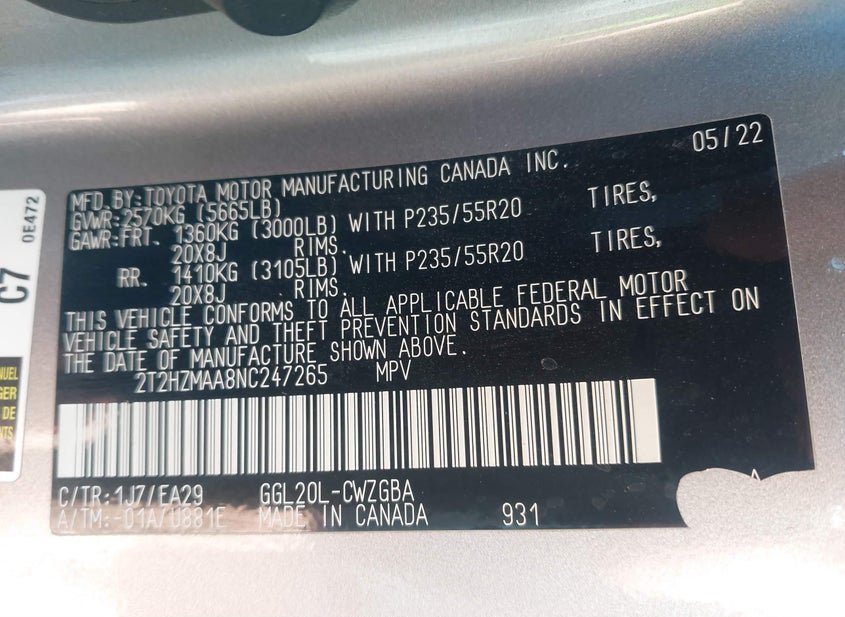 05/22
MFD.BY:TOYOTA MOTOR MANUFACTURING CANADA INC.
GVWR:2570KG (5665LB)
GAWR:FRT. 1360KG (3000LB) WITH P235/55R20 TIRES,
20X8J RIMS.
RR. 1410KG (3105LB) WITH P235/55R20 TIRES,
20X8J RIMS.
THIS VEHICLE CONFORMS TO ALL APPLICABLE FEDERAL MOTOR
VEHICLE SAFETY AND THEFT PREVENTION STANDARDS IN EFFECT ON
THE DATE OF MANUFACTURE SHOWN ABOVE.
2T2HZMAA8NC247265 MPV
C/TR:1J7/EA29 GGL20L-CWZGBA
A/TM:-01A/U881E MADE IN CANADA 931
C7
0E472
DE